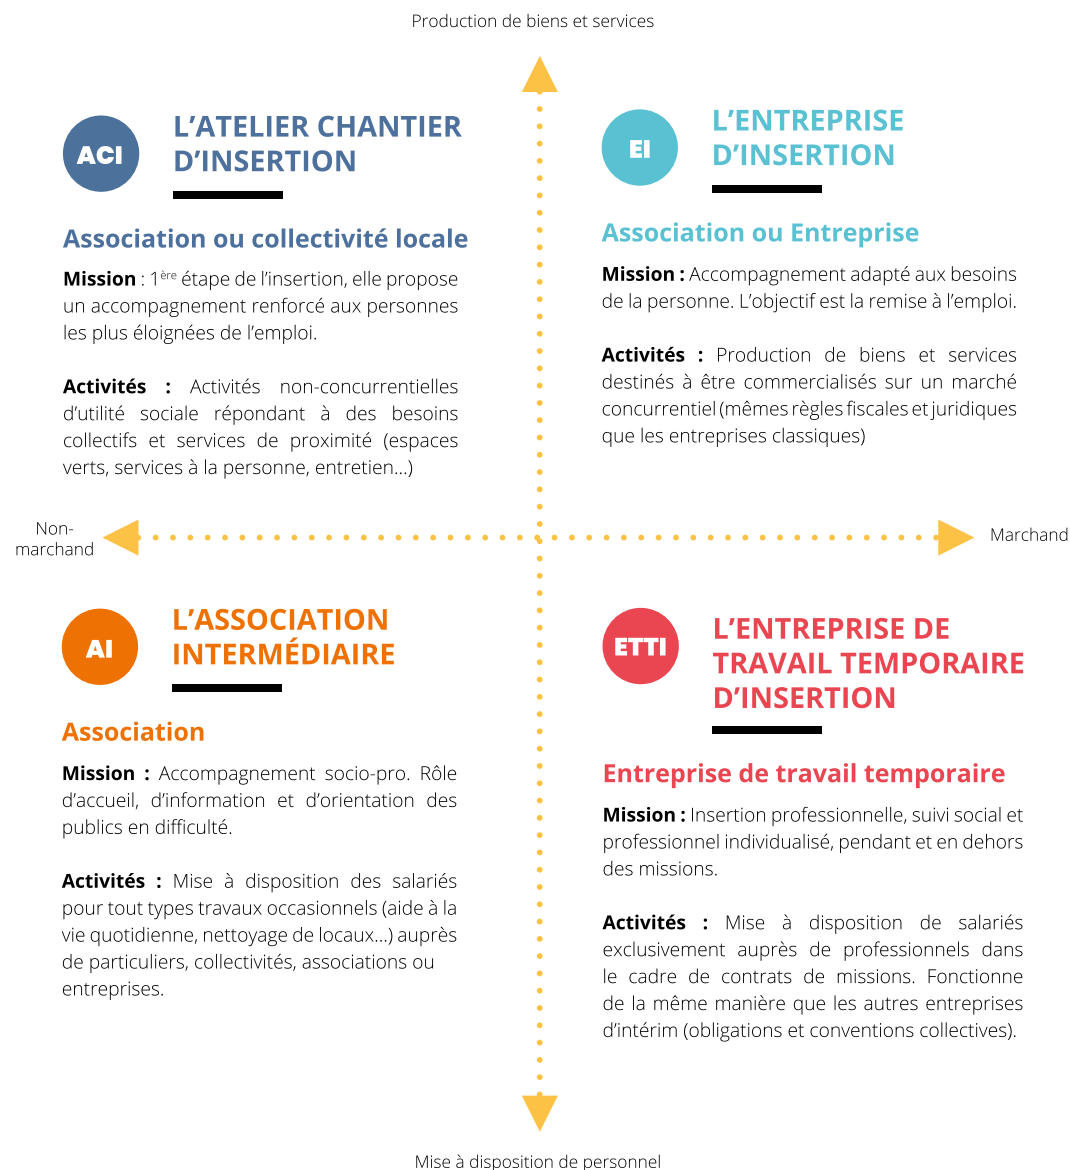 Production de biens et services
ACI
L’ATELIER CHANTIER
D’INSERTION
Association ou collectivité locale
Mission : 1ère étape de l’insertion, elle propose
un accompagnement renforcé aux personnes
les plus éloignées de l’emploi.
Activités : Activités non-concurrentielles
d’utilité sociale répondant à des besoins
collectifs et services de proximité (espaces
verts, services à la personne, entretien…)
EI
L’ENTREPRISE
D’INSERTION
Association ou Entreprise
Mission : Accompagnement adapté aux besoins
de la personne. L’objectif est la remise à l’emploi.
Activités : Production de biens et services
destinés à être commercialisés sur un marché
concurrentiel (mêmes règles fiscales et juridiques
que les entreprises classiques)
Non-
marchand
Marchand
AI
L’ASSOCIATION
INTERMÉDIAIRE
Association
Mission : Accompagnement socio-pro. Rôle
d’accueil, d’information et d’orientation des
publics en difficulté.
Activités : Mise à disposition des salariés
pour tout types travaux occasionnels (aide à la
vie quotidienne, nettoyage de locaux…) auprès
de particuliers, collectivités, associations ou
entreprises.
ETTI
L’ENTREPRISE DE
TRAVAIL TEMPORAIRE
D’INSERTION
Entreprise de travail temporaire
Mission : Insertion professionnelle, suivi social et
professionnel individualisé, pendant et en dehors
des missions.
Activités : Mise à disposition de salariés
exclusivement auprès de professionnels dans
le cadre de contrats de missions. Fonctionne
de la même manière que les autres entreprises
d’intérim (obligations et conventions collectives).
Mise à disposition de personnel